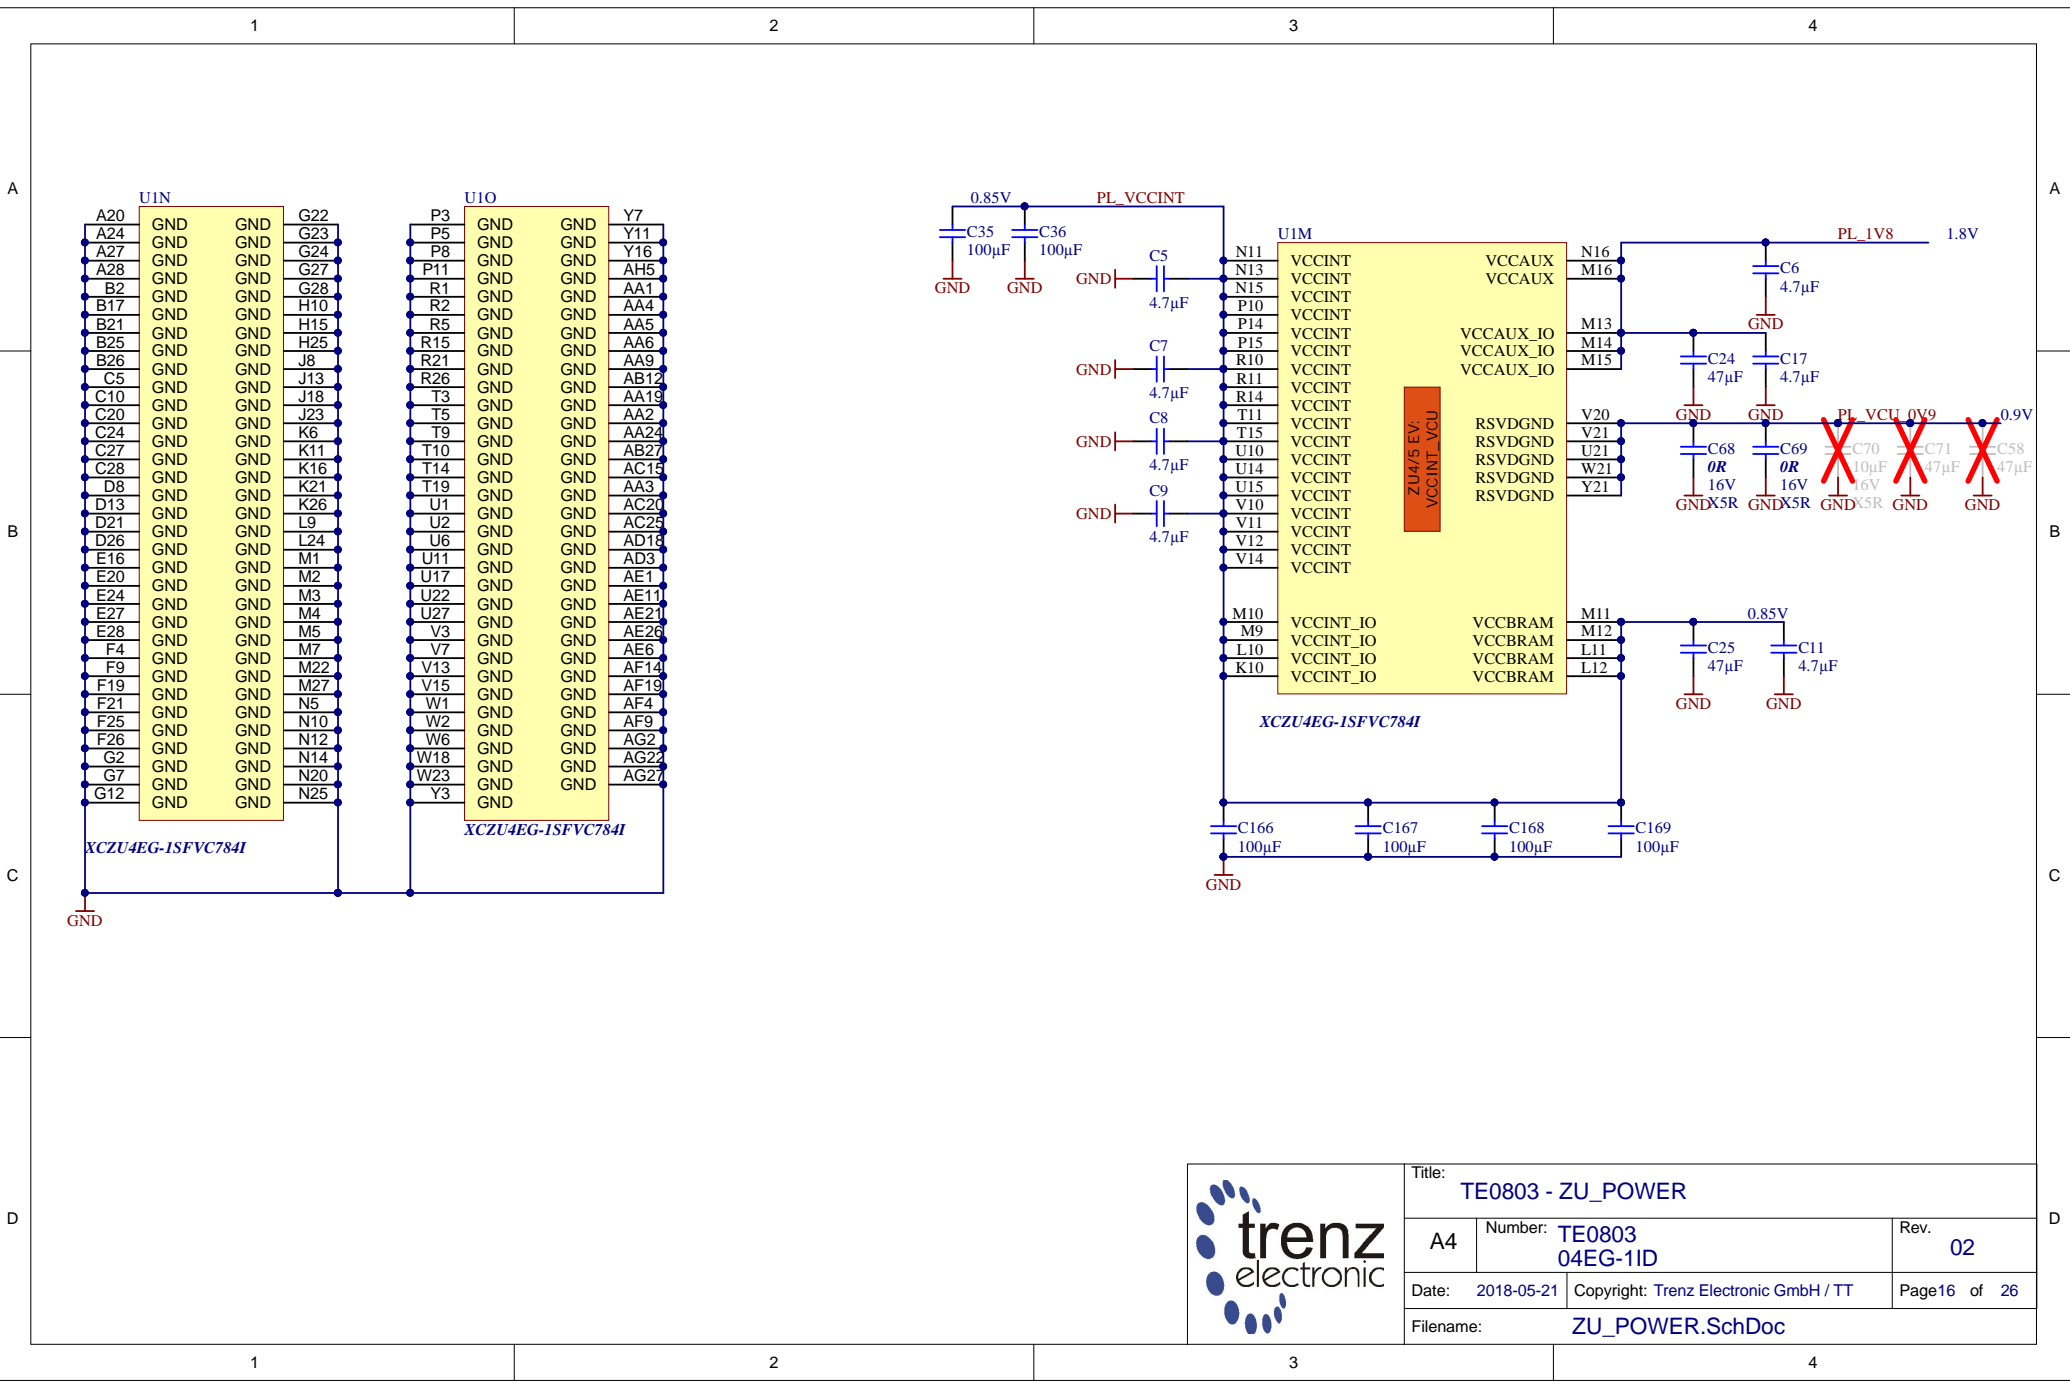 1 2 3 4
A A
B B
C C
D D
U1N
A20 GND GND G22
A24 GND GND G23
A27 GND GND G24
A28 GND GND G27
B2 GND GND G28
B17 GND GND H10
B21 GND GND H15
B25 GND GND H25
B26 GND GND J8
C5 GND GND J13
C10 GND GND J18
C20 GND GND J23
C24 GND GND K6
C27 GND GND K11
C28 GND GND K16
D8 GND GND K21
D13 GND GND K26
D21 GND GND L9
D26 GND GND L24
E16 GND GND M1
E20 GND GND M2
E24 GND GND M3
E27 GND GND M4
E28 GND GND M5
F4 GND GND M7
F9 GND GND M22
F19 GND GND M27
F21 GND GND N5
F25 GND GND N10
F26 GND GND N12
G2 GND GND N14
G7 GND GND N20
G12 GND GND N25
XCZU4EG-1SFVC784I
GND
U1O
P3 GND GND Y7
P5 GND GND Y11
P8 GND GND Y16
P11 GND GND AH5
R1 GND GND AA1
R2 GND GND AA4
R5 GND GND AA5
R15 GND GND AA6
R21 GND GND AA9
R26 GND GND AB12
T3 GND GND AA19
T5 GND GND AA2
T9 GND GND AA24
T10 GND GND AB27
T14 GND GND AC15
T19 GND GND AA3
U1 GND GND AC20
U2 GND GND AC25
U6 GND GND AD18
U11 GND GND AD3
U17 GND GND AE1
U22 GND GND AE11
U27 GND GND AE21
V3 GND GND AE26
V7 GND GND AE6
V13 GND GND AF14
V15 GND GND AF19
W1 GND GND AF4
W2 GND GND AF9
W6 GND GND AG2
W18 GND GND AG22
W23 GND GND AG27
Y3 GND
XCZU4EG-1SFVC784I
0.85V PL_VCCINT
C35 C36
100µF 100µF
GND GND
C5
GND
4.7µF
C7
GND
4.7µF
C8
GND
4.7µF
C9
GND
4.7µF
U1M
N11 VCCINT VCCAUX N16
N13 VCCINT VCCAUX M16
N15 VCCINT
P10 VCCINT
P14 VCCINT VCCAUX_IO M13
P15 VCCINT VCCAUX_IO M14
R10 VCCINT VCCAUX_IO M15
R11 VCCINT
R14 VCCINT
T11 VCCINT RSVDGND V20
T15 VCCINT RSVDGND V21
U10 VCCINT RSVDGND U21
U14 VCCINT RSVDGND W21
U15 VCCINT RSVDGND Y21
V10 VCCINT
V11 VCCINT
V12 VCCINT
V14 VCCINT
M10 VCCINT_IO VCCBRAM M11
M9 VCCINT_IO VCCBRAM M12
L10 VCCINT_IO VCCBRAM L11
K10 VCCINT_IO VCCBRAM L12
ZU4/5 EV:
VCCINT_VCU
XCZU4EG-1SFVC784I
PL_1V8 1.8V
C6
4.7µF
GND
C24 C17
47µF 4.7µF
GND GND
PL_VCU_0V9 0.9V
C68 C69 C70 C71 C58
0R 0R 10µF 47µF 47µF
16V 16V 16V
X5R X5R X5R
GND GND GND GND GND
0.85V
C25 C11
47µF 4.7µF
GND GND
C166 C167 C168 C169
100µF 100µF 100µF 100µF
GND
trenz
electronic
Title:
TE0803 - ZU_POWER
A4 Number: TE0803
04EG-1ID
Rev.
02
Date: 2018-05-21 Copyright: Trenz Electronic GmbH / TT Page16 of 26
Filename: ZU_POWER.SchDoc
1 2 3 4